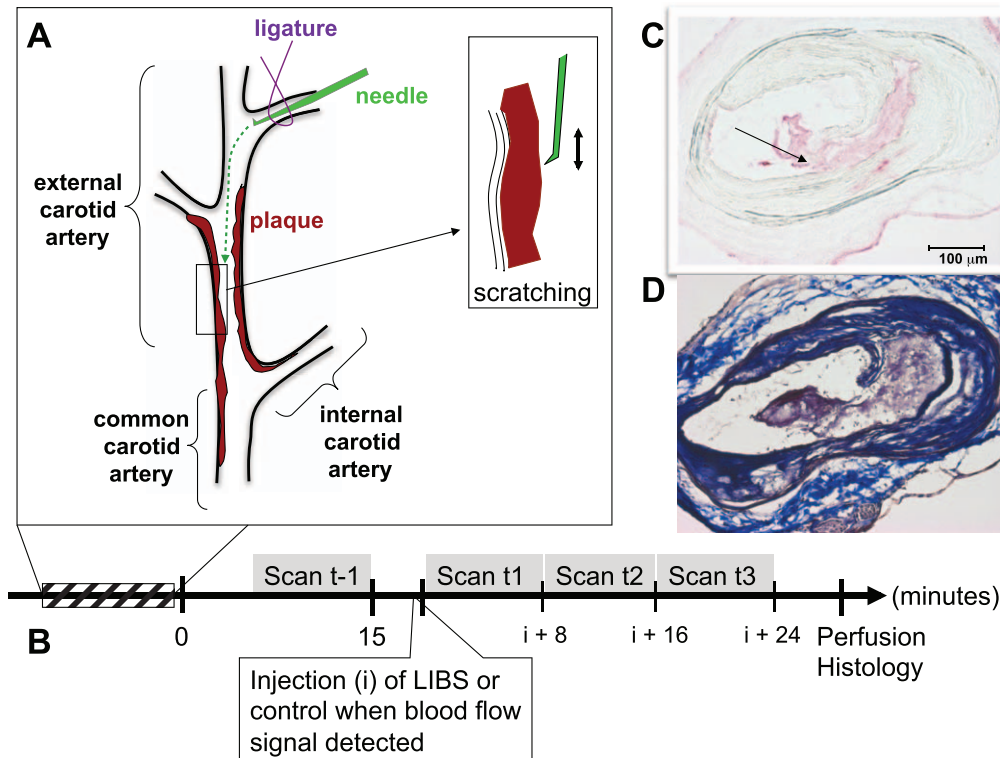 A
ligature
needle
external
carotid
artery
plaque
scratching
common
carotid
artery
internal
carotid
artery
C
100 μm
D
Scan t-1
Scan t1
Scan t2
Scan t3
(minutes)
B
0
15
i + 8
i + 16
i + 24
Perfusion
Histology
Injection (i) of LIBS or
control when blood flow
signal detected